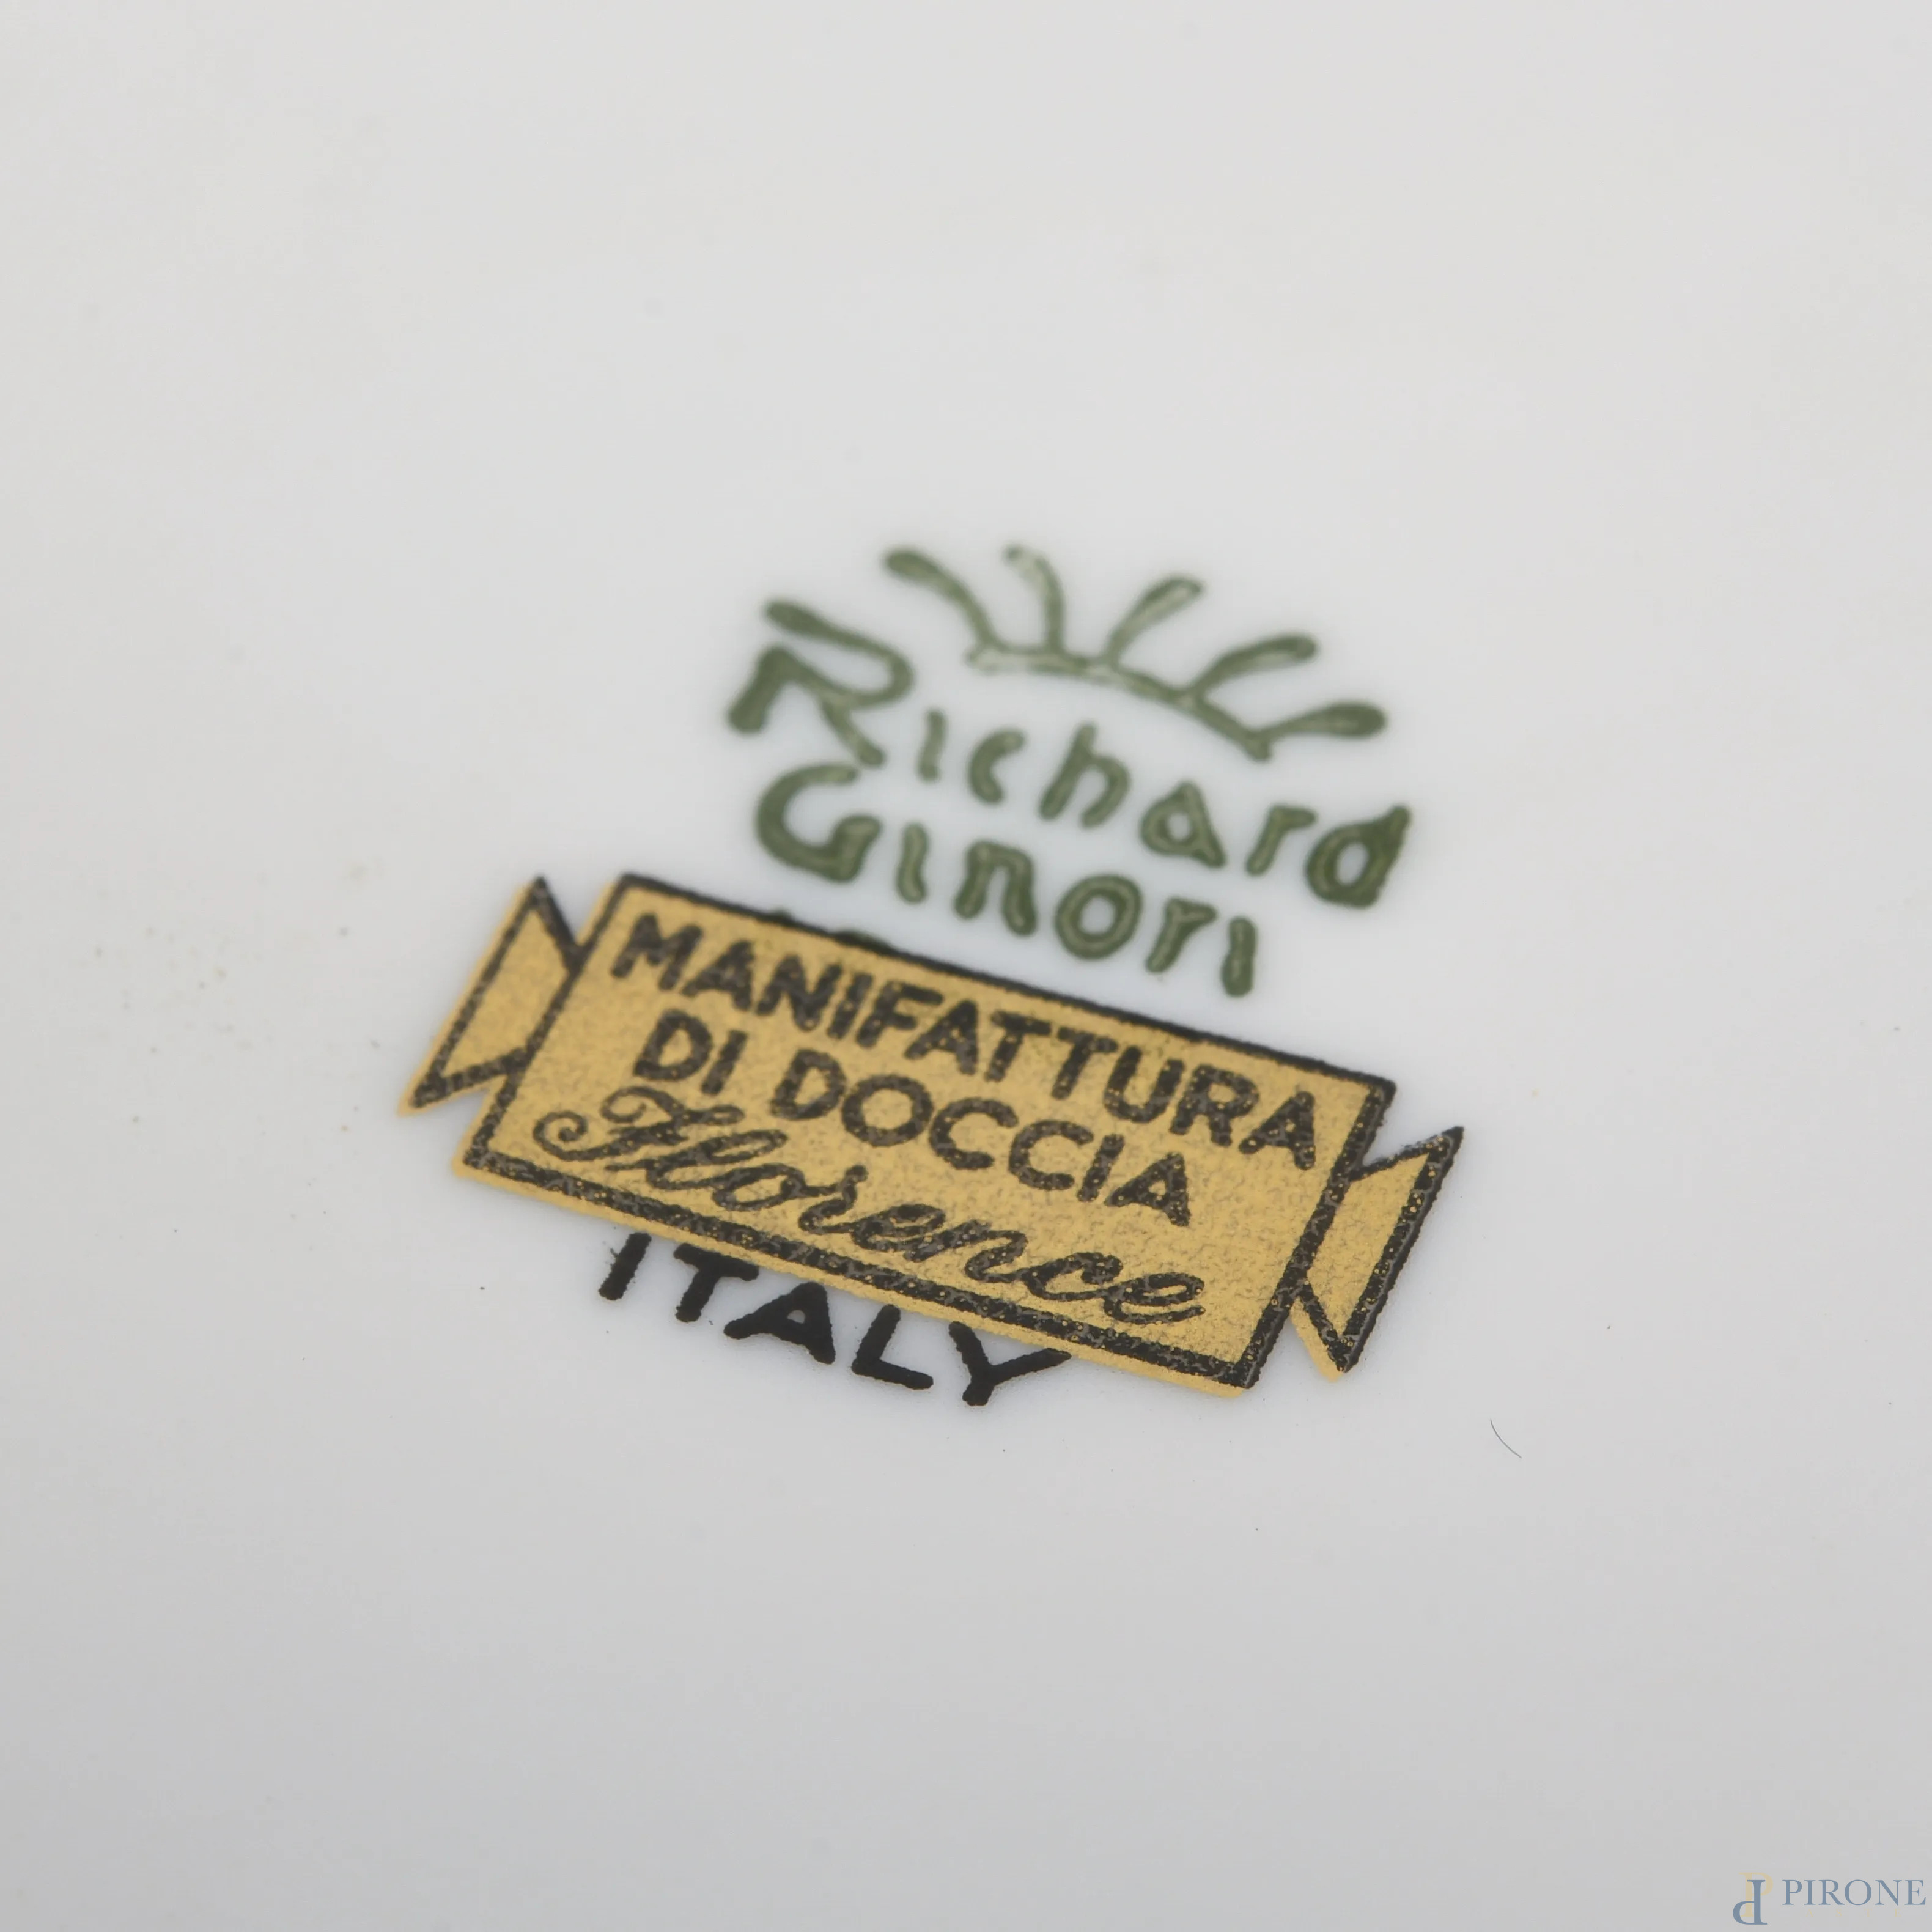 Richard
Ginori
MANIFATTURA
DI DOCCIA
Florence
ITALY
PIRONE